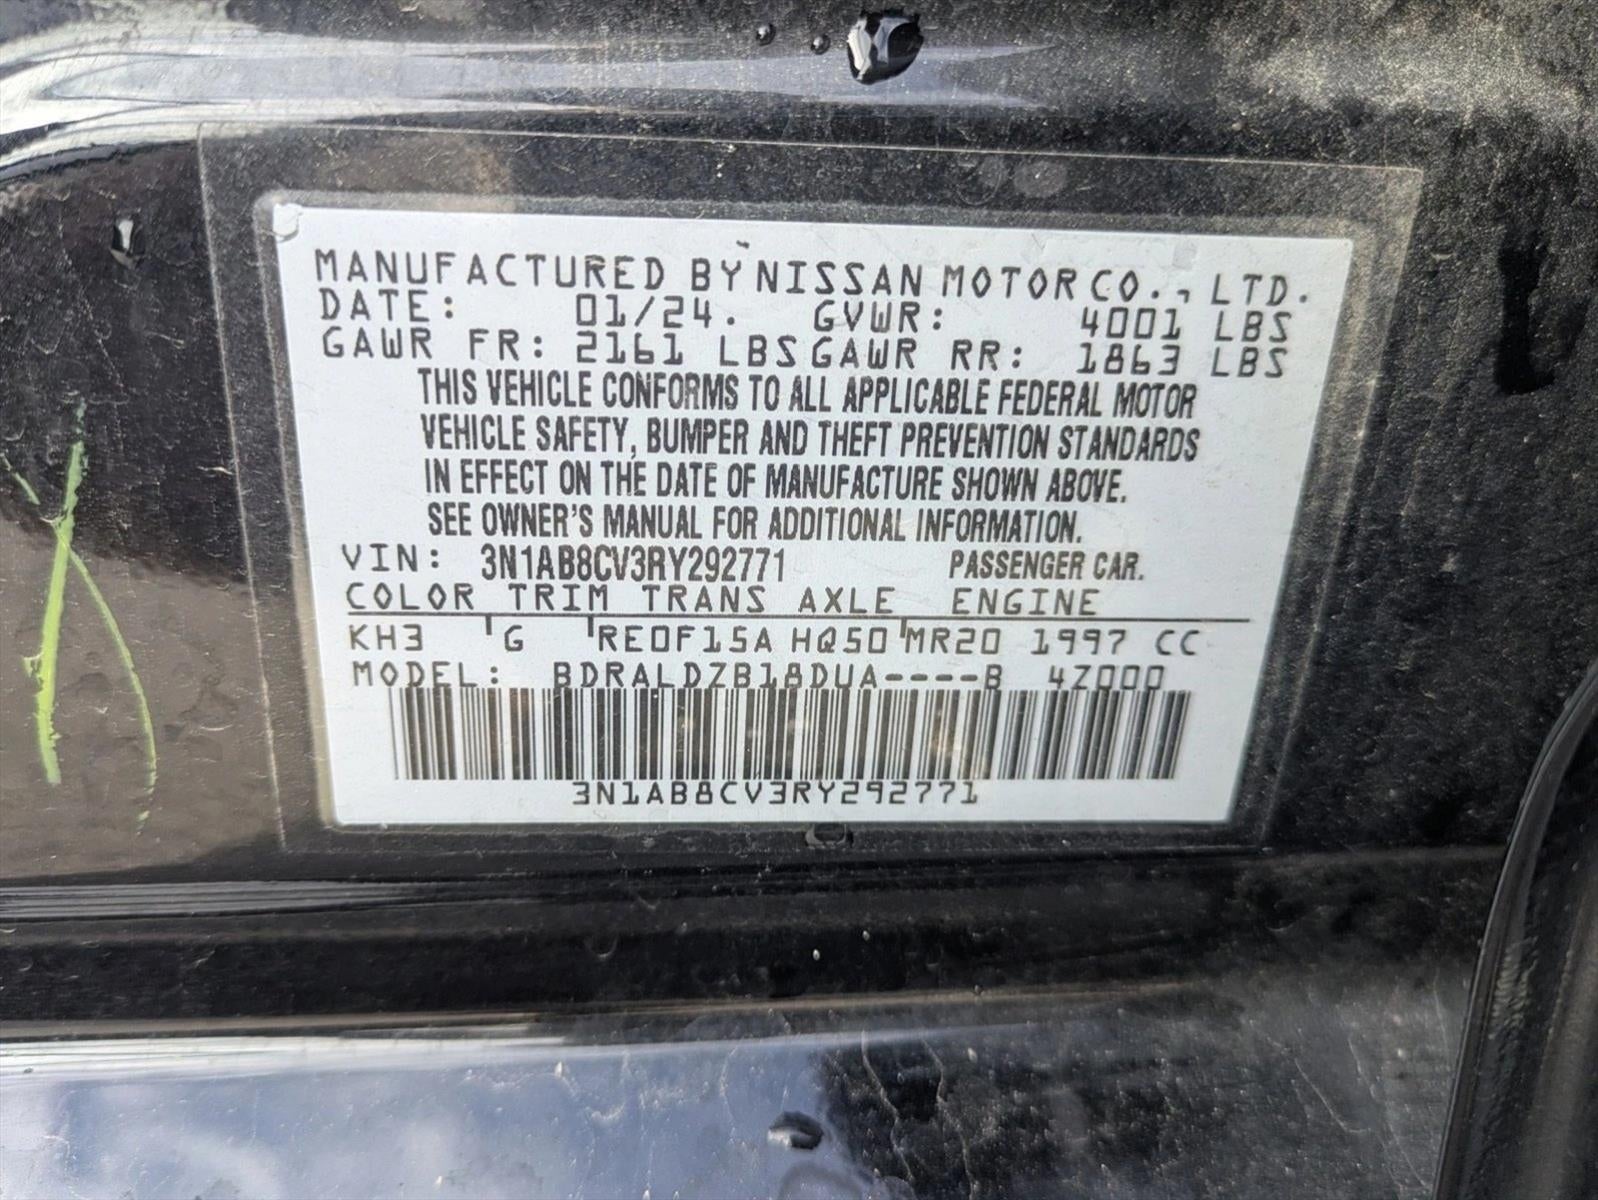 MANUFACTURED BY NISSAN MOTOR CO., LTD.
DATE: 01/24. GVWR: 4001 LBS
GAWR FR: 2161 LBS GAWR RR: 1863 LBS
THIS VEHICLE CONFORMS TO ALL APPLICABLE FEDERAL MOTOR
VEHICLE SAFETY, BUMPER AND THEFT PREVENTION STANDARDS
IN EFFECT ON THE DATE OF MANUFACTURE SHOWN ABOVE.
SEE OWNER'S MANUAL FOR ADDITIONAL INFORMATION.
VIN: 3N1AB8CV3RY292771 PASSENGER CAR.
COLOR TRIM TRANS AXLE ENGINE
KH3 G RE0F15A HQ50 MR20 1997 CC
MODEL: BDRALDZB18DUA----B 4Z000
3N1AB8CV3RY292771